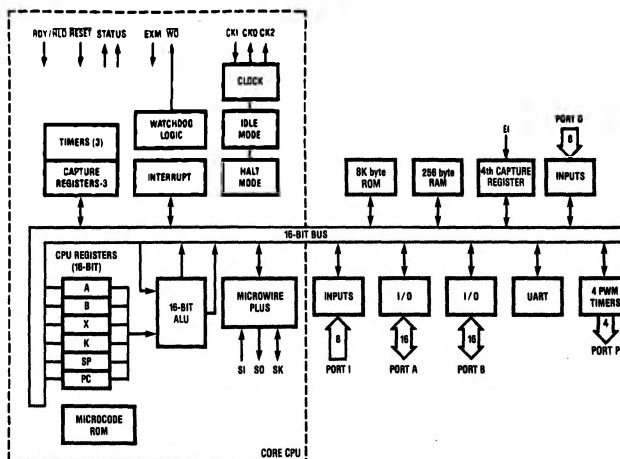 RDY/HLD RESET STATUS EXM WO CKI CKO CK2
CLOCK
WATCHDOG
LOGIC
IDLE
MODE
TIMERS (3)
CAPTURE
REGISTERS-3
INTERRUPT
HALT
MODE
PORT D
8
EI
8K byte
ROM
256 byte
RAM
4th CAPTURE
REGISTER
INPUTS
16-BIT BUS
CPU REGISTERS
(16-BIT)
A
B
X
K
SP
PC
16-BIT
ALU
MICROWIRE
PLUS
INPUTS
I/O
I/O
UART
4 PWM
TIMERS
8
16
16
4
SI SO SK
PORT I
PORT A
PORT B
PORT P
MICROCODE
ROM
CORE CPU